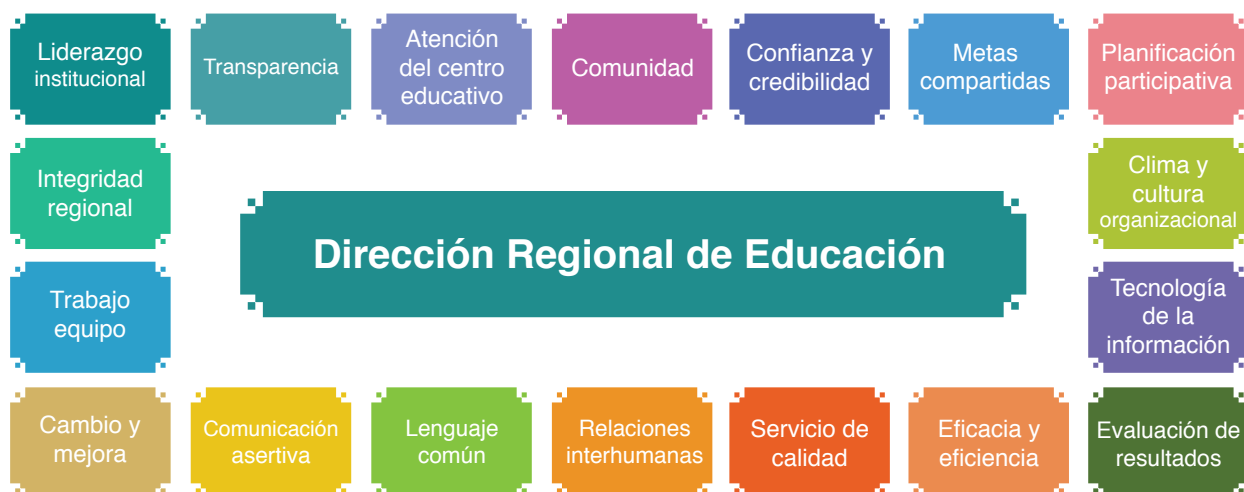 Liderazgo
institucional
Transparencia
Atención
del centro
educativo
Comunidad
Confianza y
credibilidad
Metas
compartidas
Planificación
participativa
Integridad
regional
Clima y
cultura
organizacional
Dirección Regional de Educación
Trabajo
equipo
Tecnología
de la
información
Cambio y
mejora
Comunicación
asertiva
Lenguaje
común
Relaciones
interhumanas
Servicio de
calidad
Eficacia y
eficiencia
Evaluación de
resultados